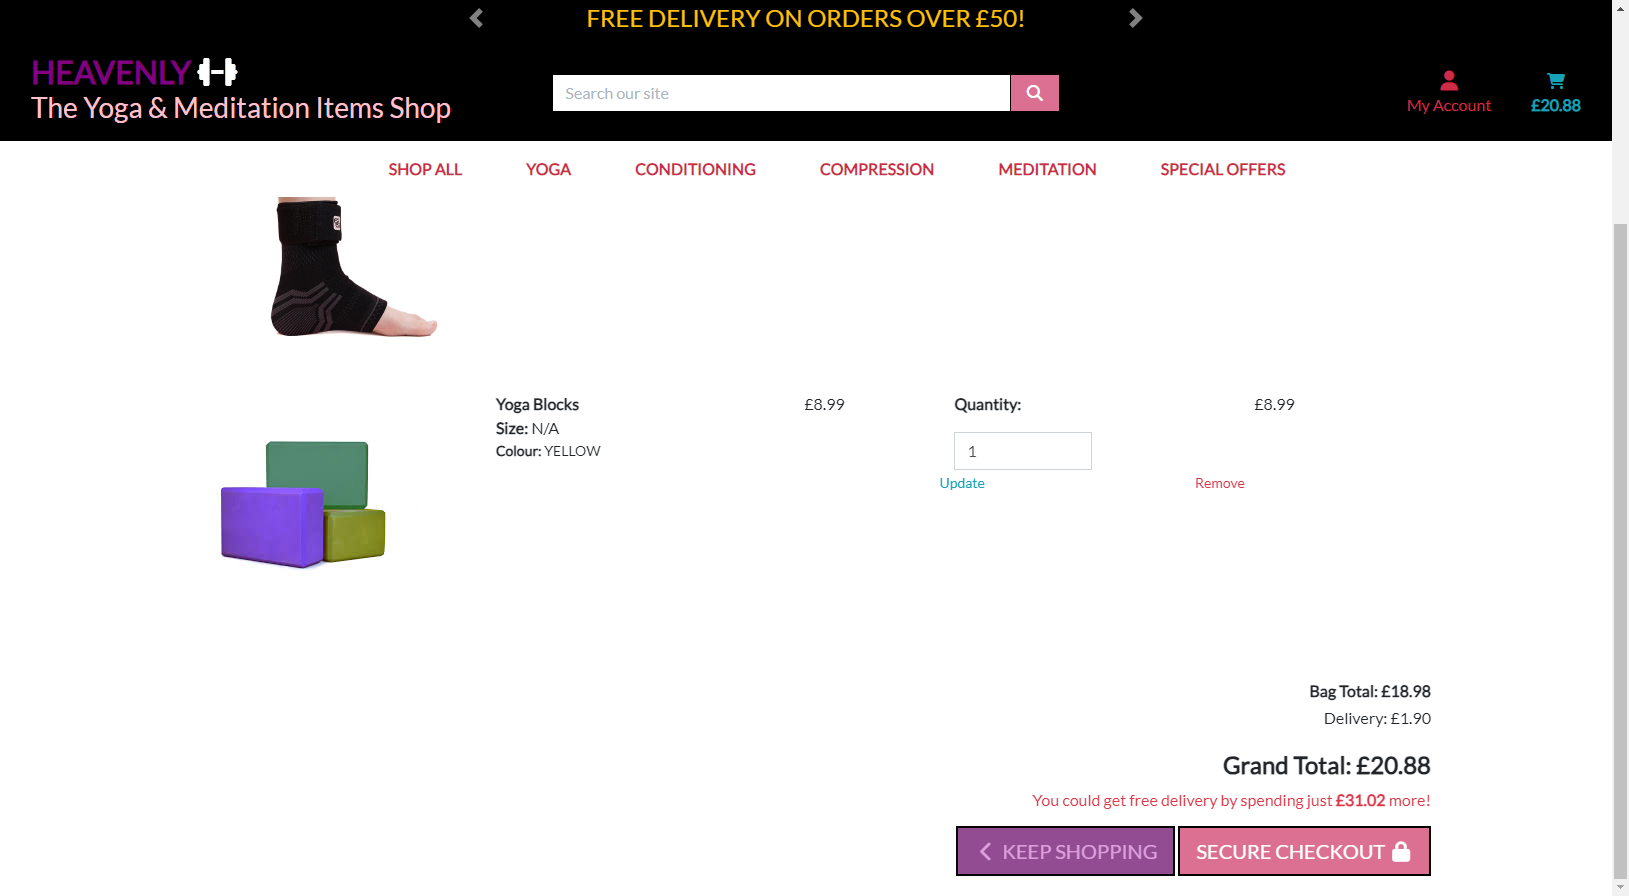 FREE DELIVERY ON ORDERS OVER £50!
HEAVENLY
The Yoga & Meditation Items Shop
Search our site
My Account
£20.88
SHOP ALL YOGA CONDITIONING COMPRESSION MEDITATION SPECIAL OFFERS
Yoga Blocks £8.99 Quantity: £8.99
Size: N/A
Colour: YELLOW
1
Update Remove
Bag Total: £18.98
Delivery: £1.90
Grand Total: £20.88
You could get free delivery by spending just £31.02 more!
KEEP SHOPPING SECURE CHECKOUT